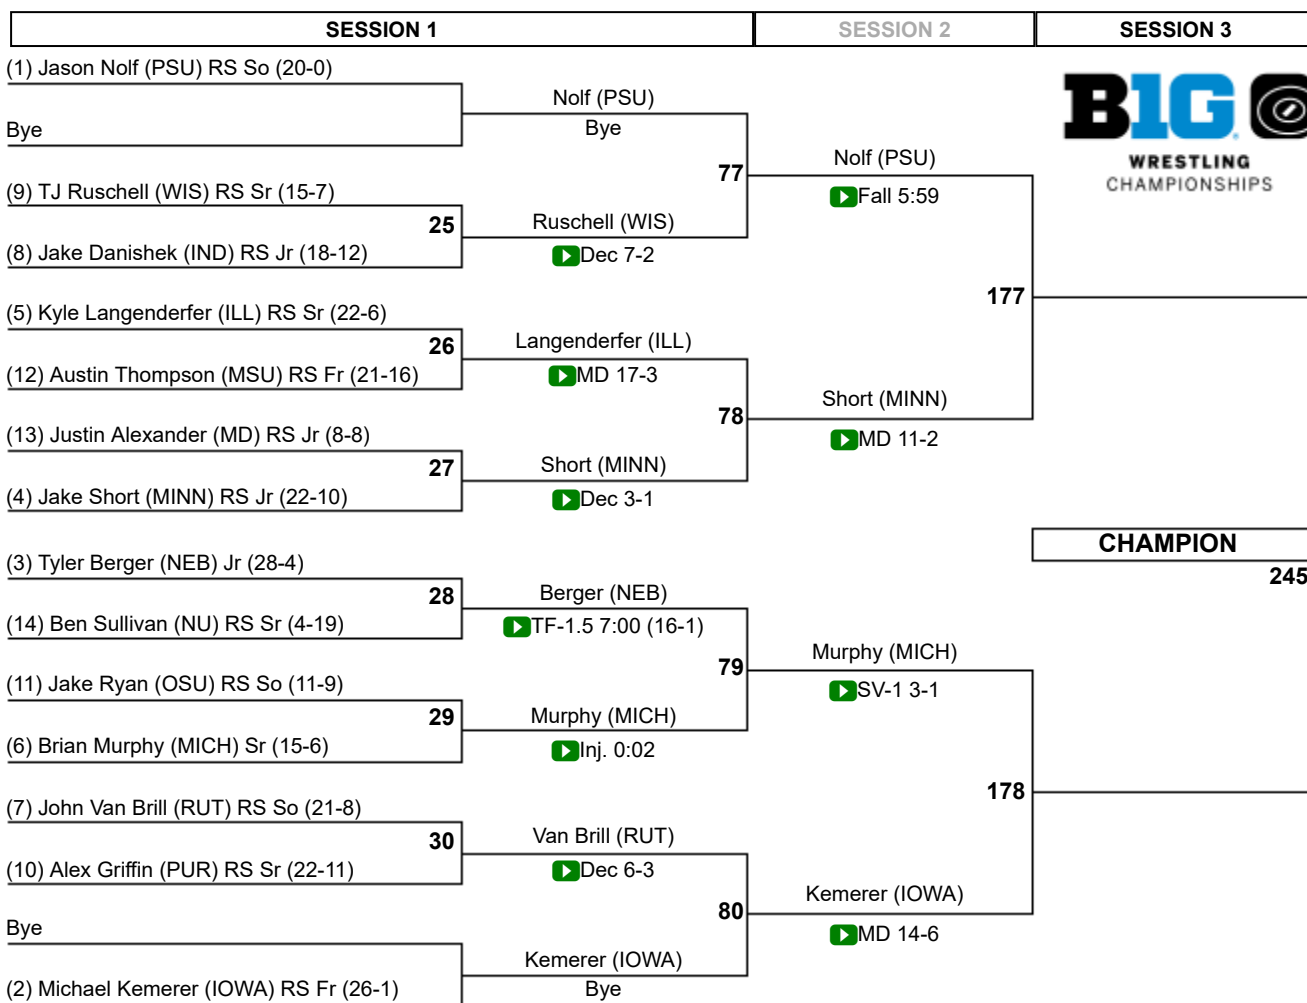 SESSION 1
SESSION 2
SESSION 3
(1) Jason Nolf (PSU) RS So (20-0)
Nolf (PSU)
Bye
Bye
77
Nolf (PSU)
Fall 5:59
B1G
WRESTLING
CHAMPIONSHIPS
(9) TJ Ruschell (WIS) RS Sr (15-7)
25
Ruschell (WIS)
Dec 7-2
(8) Jake Danishek (IND) RS Jr (18-12)
177
(5) Kyle Langenderfer (ILL) RS Sr (22-6)
26
Langenderfer (ILL)
MD 17-3
(12) Austin Thompson (MSU) RS Fr (21-16)
78
Short (MINN)
MD 11-2
(13) Justin Alexander (MD) RS Jr (8-8)
27
Short (MINN)
Dec 3-1
(4) Jake Short (MINN) RS Jr (22-10)
CHAMPION
245
(3) Tyler Berger (NEB) Jr (28-4)
28
Berger (NEB)
TF-1.5 7:00 (16-1)
(14) Ben Sullivan (NU) RS Sr (4-19)
79
Murphy (MICH)
SV-1 3-1
(11) Jake Ryan (OSU) RS So (11-9)
29
Murphy (MICH)
Inj. 0:02
(6) Brian Murphy (MICH) Sr (15-6)
178
(7) John Van Brill (RUT) RS So (21-8)
30
Van Brill (RUT)
Dec 6-3
(10) Alex Griffin (PUR) RS Sr (22-11)
80
Kemerer (IOWA)
MD 14-6
Bye
Kemerer (IOWA)
Bye
(2) Michael Kemerer (IOWA) RS Fr (26-1)